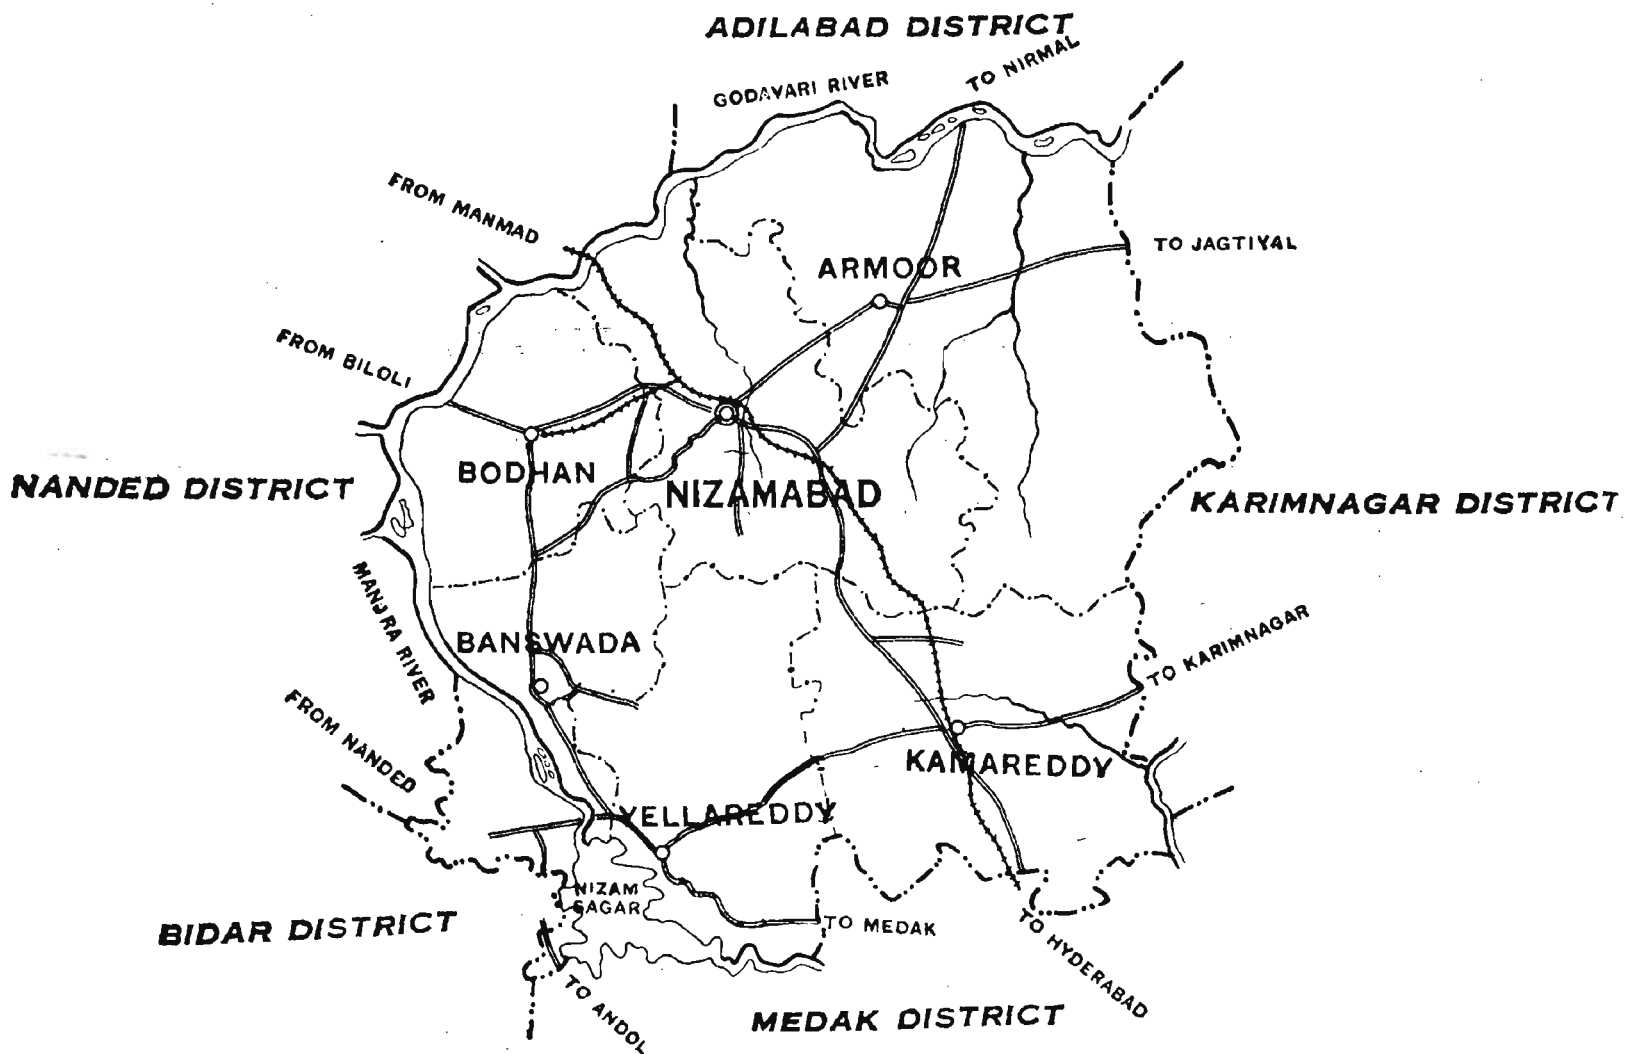 ADILABAD DISTRICT
TO NIRMAL
GODAVARI RIVER
FROM MANMAD
TO JAGTIYAL
ARMOOR
FROM BILOLI
BODHAN
NANDED DISTRICT
NIZAMABAD
KARIMNAGAR DISTRICT
MANJRA RIVER
BANSWADA
TO KARIMNAGAR
FROM NANDED
KAMAREDDY
YELLAREDDY
NIZAM
SAGAR
BIDAR DISTRICT
TO MEDAK
TO HYDERABAD
TO ANDOL
MEDAK DISTRICT